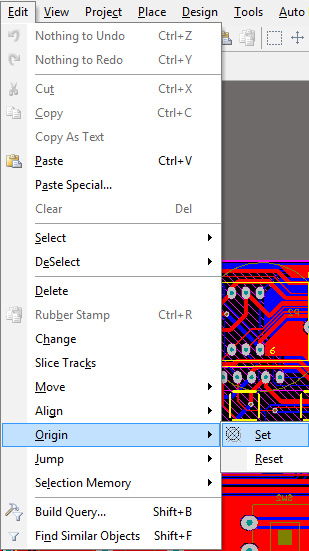 Edit View Project Place Design Tools Auto
Nothing to Undo Ctrl+Z
Nothing to Redo Ctrl+Y
Cut Ctrl+X
Copy Ctrl+C
Copy As Text
Paste Ctrl+V
Paste Special...
Clear Del
Select
DeSelect
Delete
Rubber Stamp Ctrl+R
Change
Slice Tracks
Move
Align
Origin Set
Jump Reset
Selection Memory
Build Query... Shift+B
Find Similar Objects Shift+F